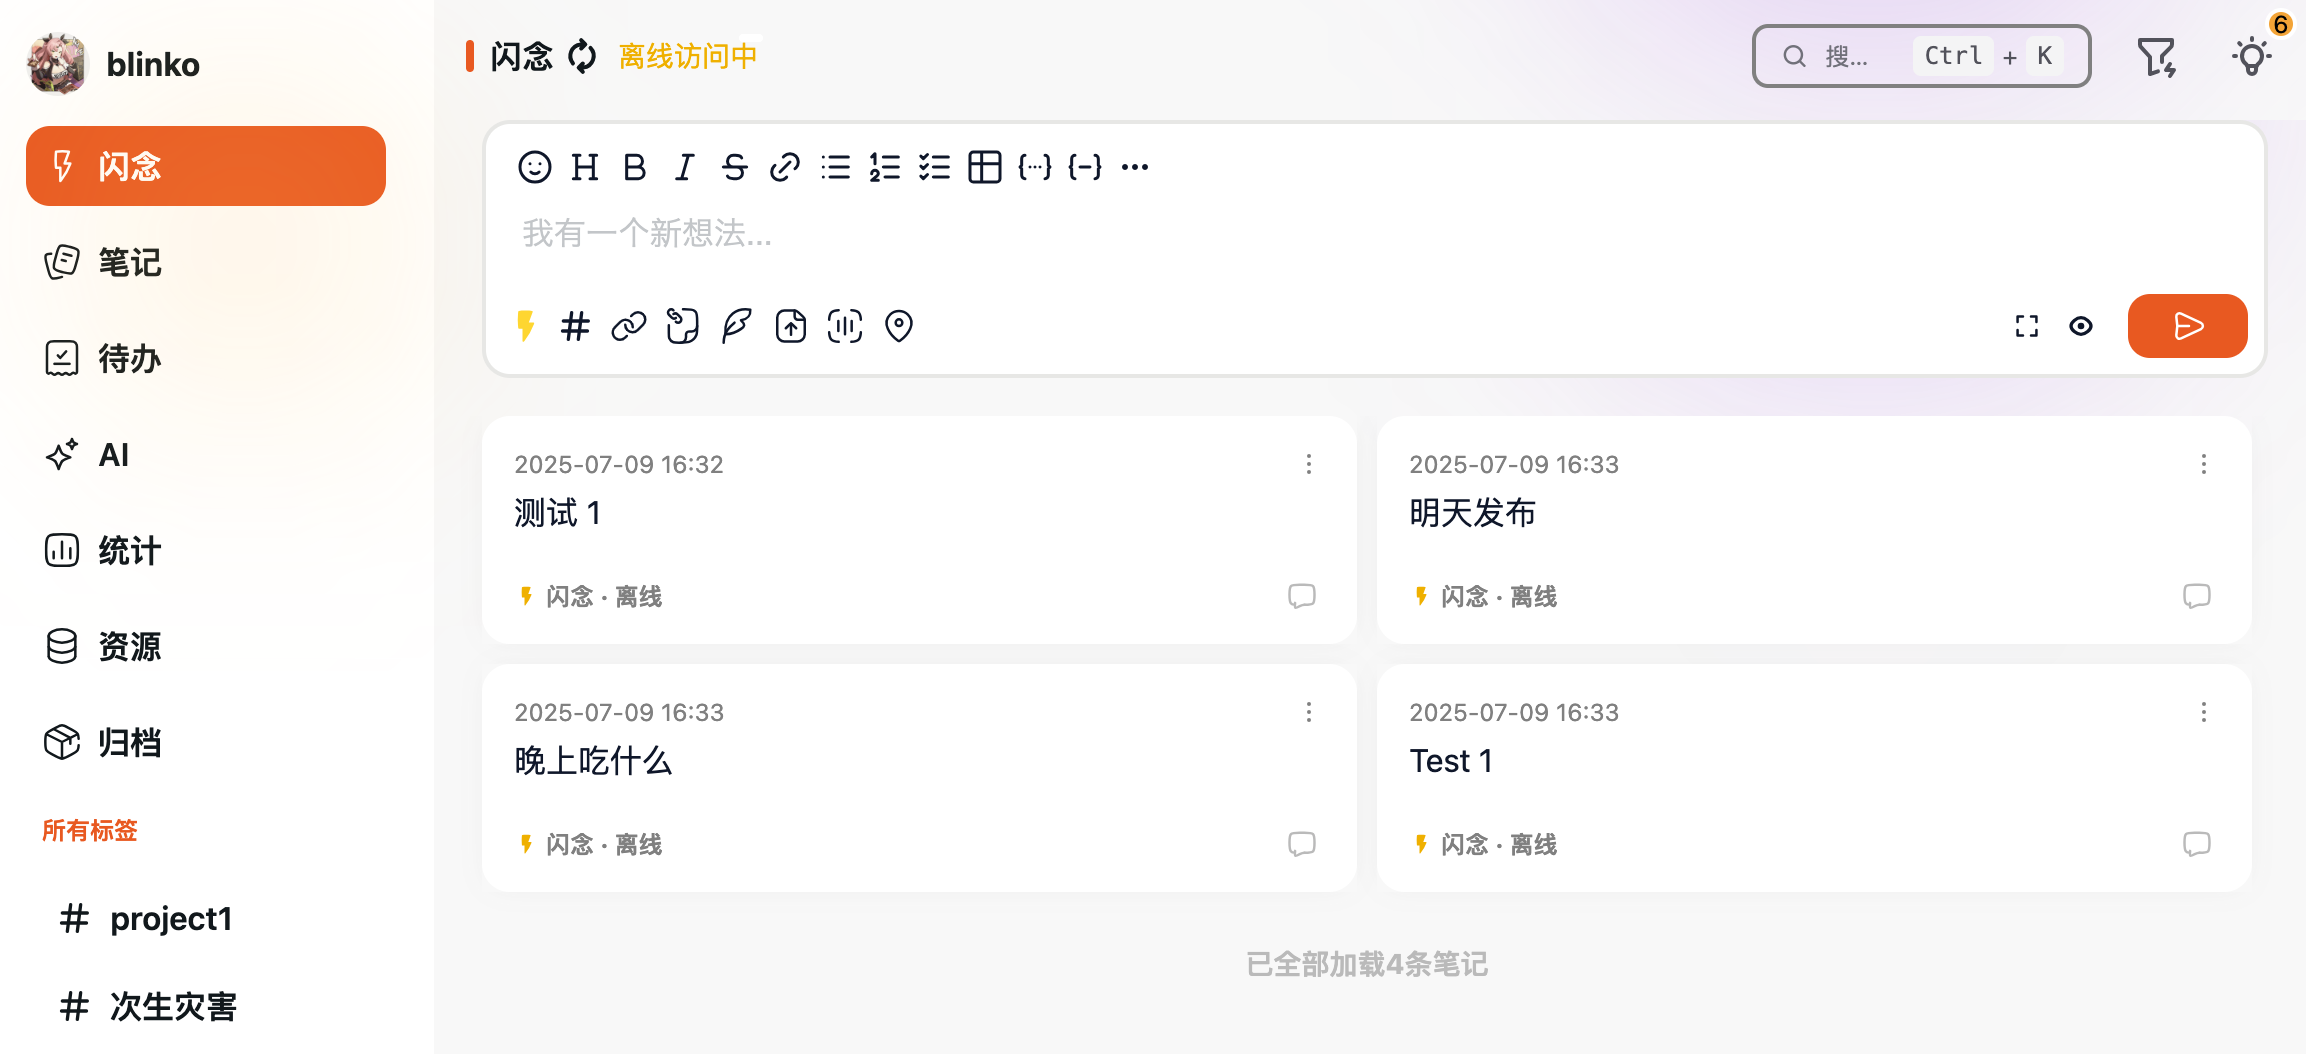 blinko
闪念
笔记
待办
AI
统计
资源
归档
所有标签
# project1
# 次生灾害
闪念 离线访问中
搜... Ctrl + K
6
我有一个新想法...
2025-07-09 16:32
测试 1
闪念 · 离线
2025-07-09 16:33
明天发布
闪念 · 离线
2025-07-09 16:33
晚上吃什么
闪念 · 离线
2025-07-09 16:33
Test 1
闪念 · 离线
已全部加载4条笔记